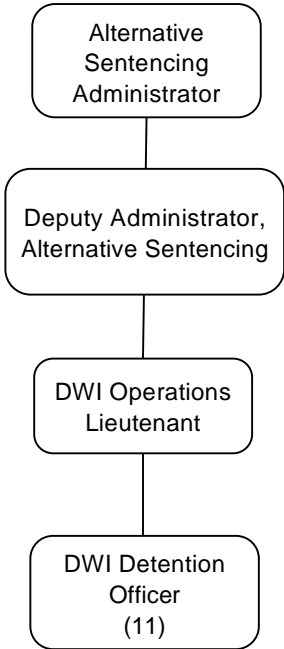 Alternative
Sentencing
Administrator
Deputy Administrator,
Alternative Sentencing
DWI Operations
Lieutenant
DWI Detention
Officer
(11)